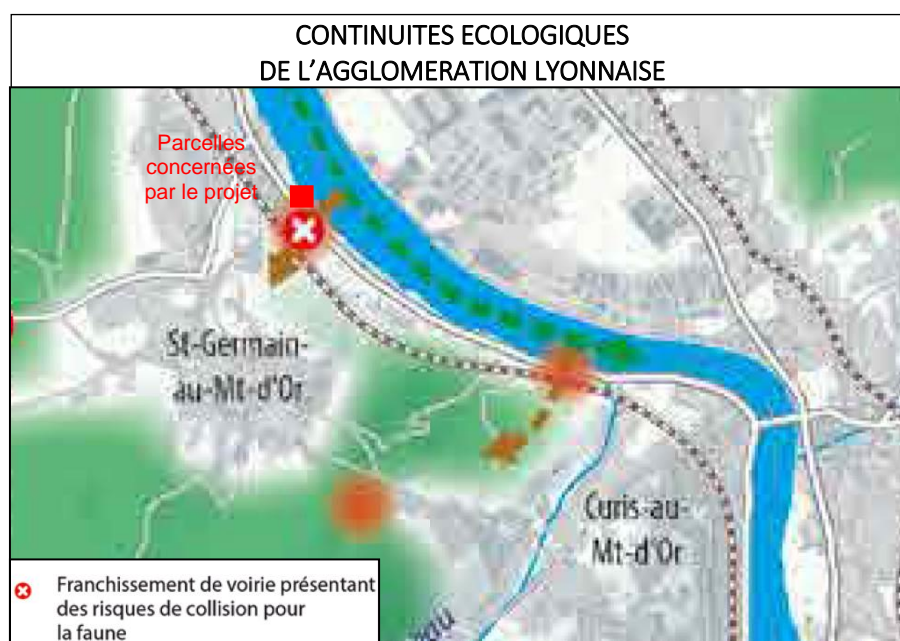 CONTINUITES ECOLOGIQUES
DE L'AGGLOMERATION LYONNAISE
Parcelles
concernées
par le projet
St-Germain-
au-Mt-d'Or
Curis-au-
Mt-d'Or
Franchissement de voirie présentant
des risques de collision pour
la faune